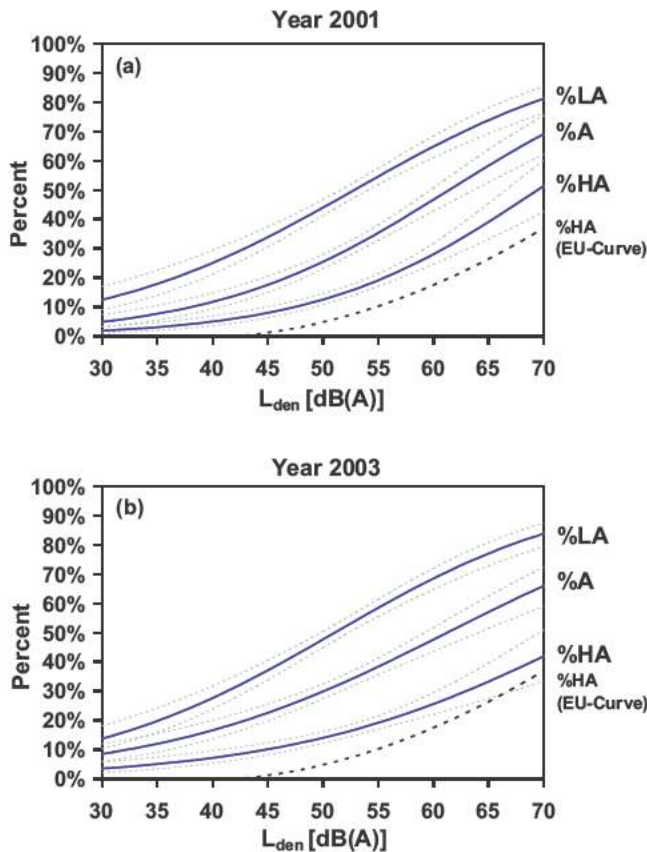 Year 2001
(a)
100%
90%
80%
70%
60%
50%
40%
30%
20%
10%
0%
Percent
%LA
%A
%HA
%HA
(EU-Curve)
30 35 40 45 50 55 60 65 70
Lden [dB(A)]
Year 2003
(b)
100%
90%
80%
70%
60%
50%
40%
30%
20%
10%
0%
Percent
%LA
%A
%HA
%HA
(EU-Curve)
30 35 40 45 50 55 60 65 70
Lden [dB(A)]